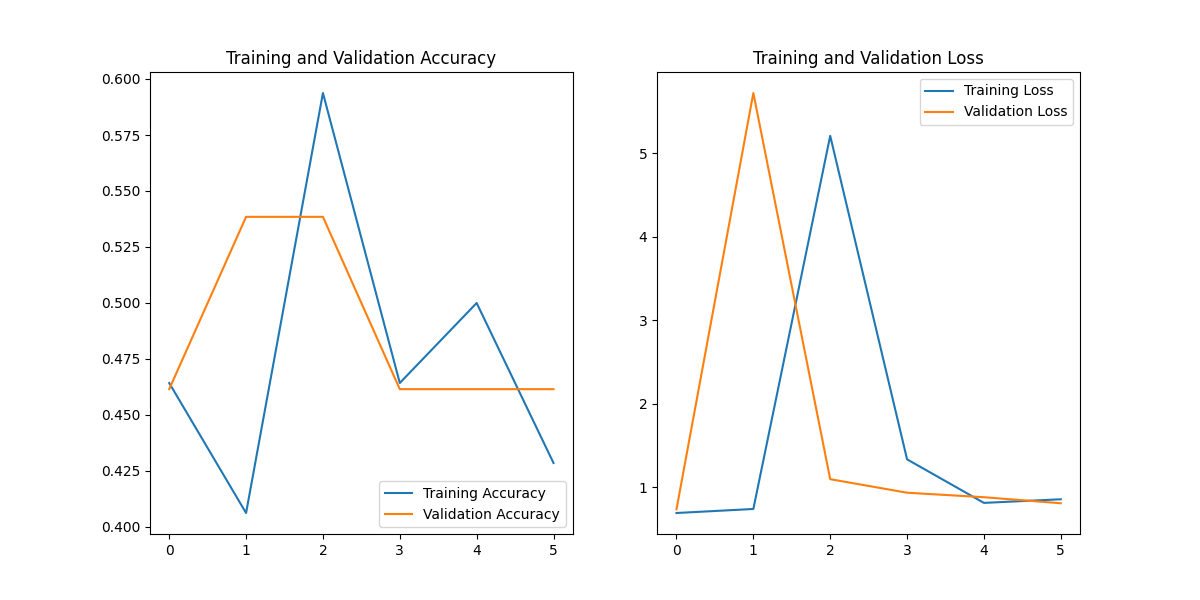 Training and Validation Accuracy
0.600
0.575
0.550
0.525
0.500
0.475
0.450
0.425
0.400
0 1 2 3 4 5
Training Accuracy
Validation Accuracy
Training and Validation Loss
5
4
3
2
1
0 1 2 3 4 5
Training Loss
Validation Loss